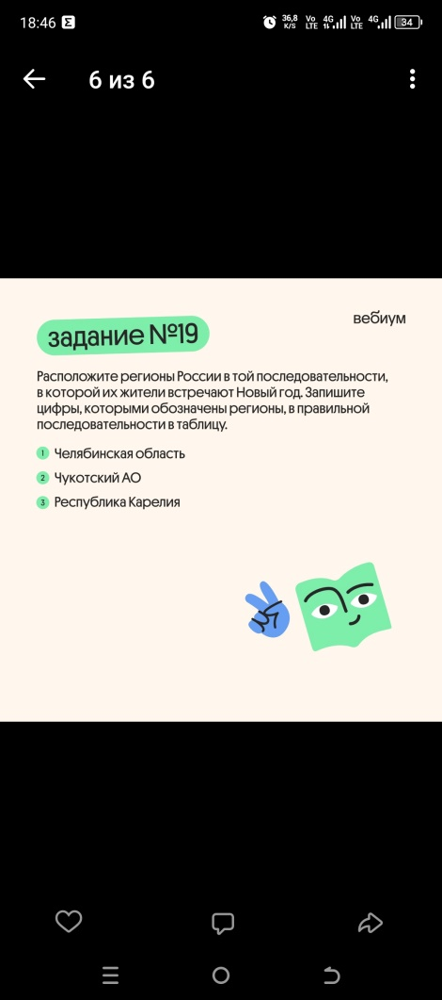 18:46 Σ 36,8 K/S Vo LTE 4G Vo LTE 4G 34
6 из 6
вебиум
задание №19
Расположите регионы России в той последовательности,
в которой их жители встречают Новый год. Запишите
цифры, которыми обозначены регионы, в правильной
последовательности в таблицу.
1 Челябинская область
2 Чукотский АО
3 Республика Карелия